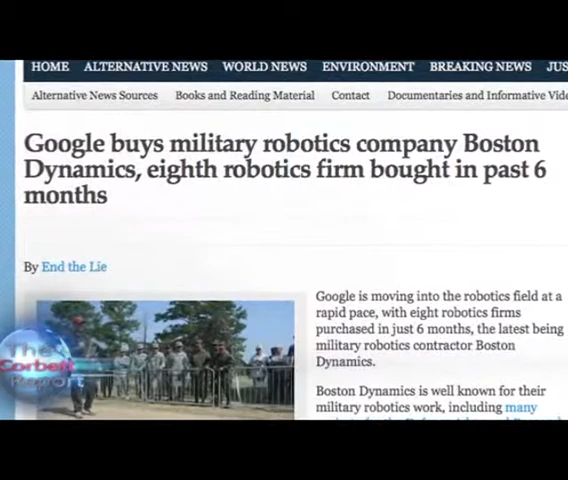 HOME ALTERNATIVE NEWS WORLD NEWS ENVIRONMENT BREAKING NEWS JUS
Alternative News Sources Books and Reading Material Contact Documentaries and Informative Vide
Google buys military robotics company Boston
Dynamics, eighth robotics firm bought in past 6
months
By End the Lie
Google is moving into the robotics field at a
rapid pace, with eight robotics firms
purchased in just 6 months, the latest being
military robotics contractor Boston
Dynamics.
The
Corbett
Report
Boston Dynamics is well known for their
military robotics work, including many